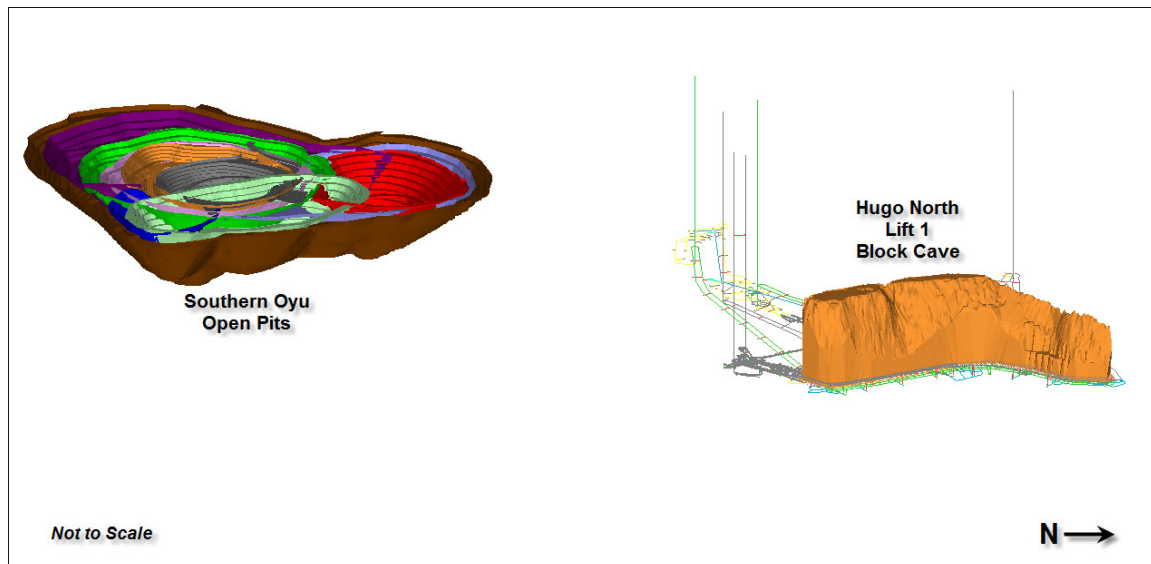 Southern Oyu
Open Pits
Hugo North
Lift 1
Block Cave
Not to Scale
N